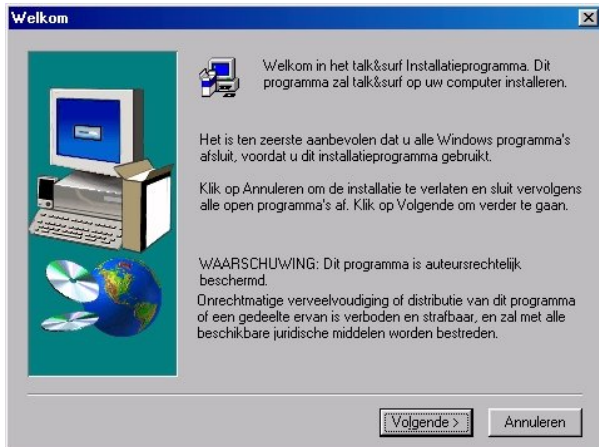 Welkom
Welkom in het talk&surf Installatieprogramma. Dit
programma zal talk&surf op uw computer installeren.
Het is ten zeerste aanbevolen dat u alle Windows programma's
afsluit, voordat u dit installatieprogramma gebruikt.
Klik op Annuleren om de installatie te verlaten en sluit vervolgens
alle open programma's af. Klik op Volgende om verder te gaan.
WAARSCHUWING: Dit programma is auteursrechtelijk
beschermd.
Onrechtmatige verveelvoudiging of distributie van dit programma
of een gedeelte ervan is verboden en strafbaar, en zal met alle
beschikbare juridische middelen worden bestreden.
Volgende >
Annuleren